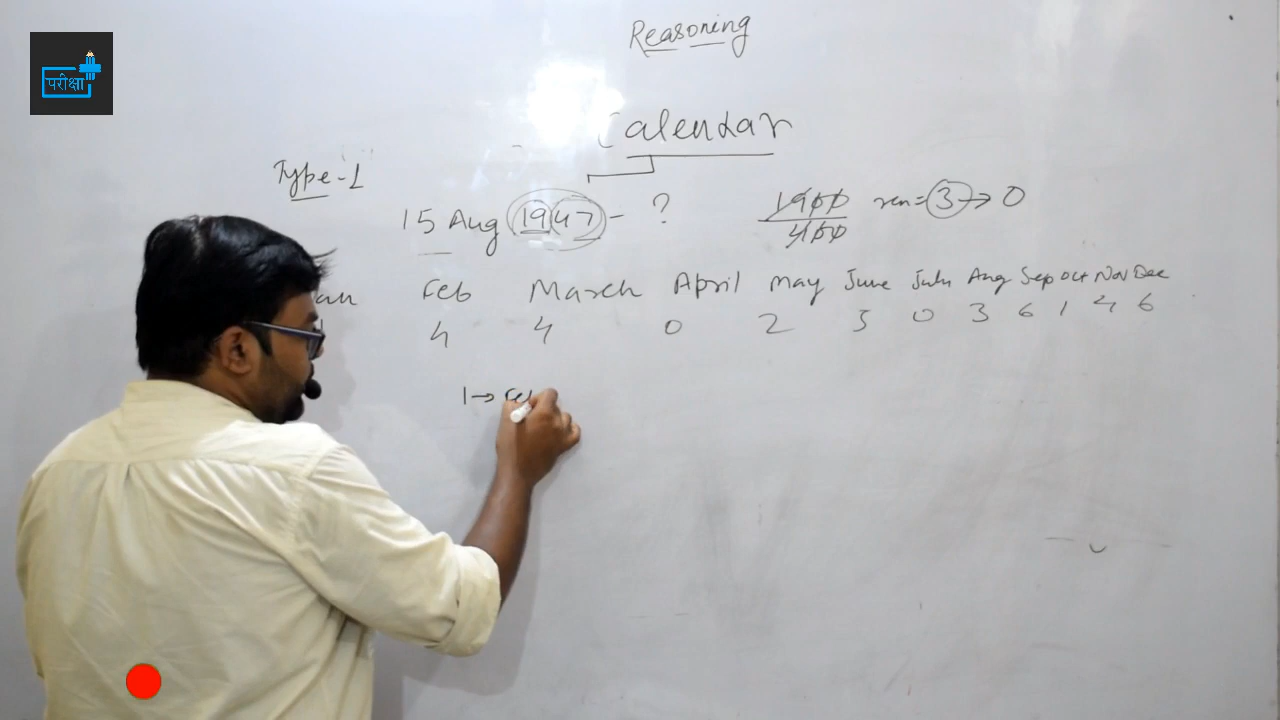 परीक्षा
Reasoning
Calendar
Type-1
15 Aug 1947 - ?
1900 rem = 3 → 0
400
Feb March April may June July Aug Sep Oct Nov Dec
4 4 0 2 5 0 3 6 1 4 6
1 →